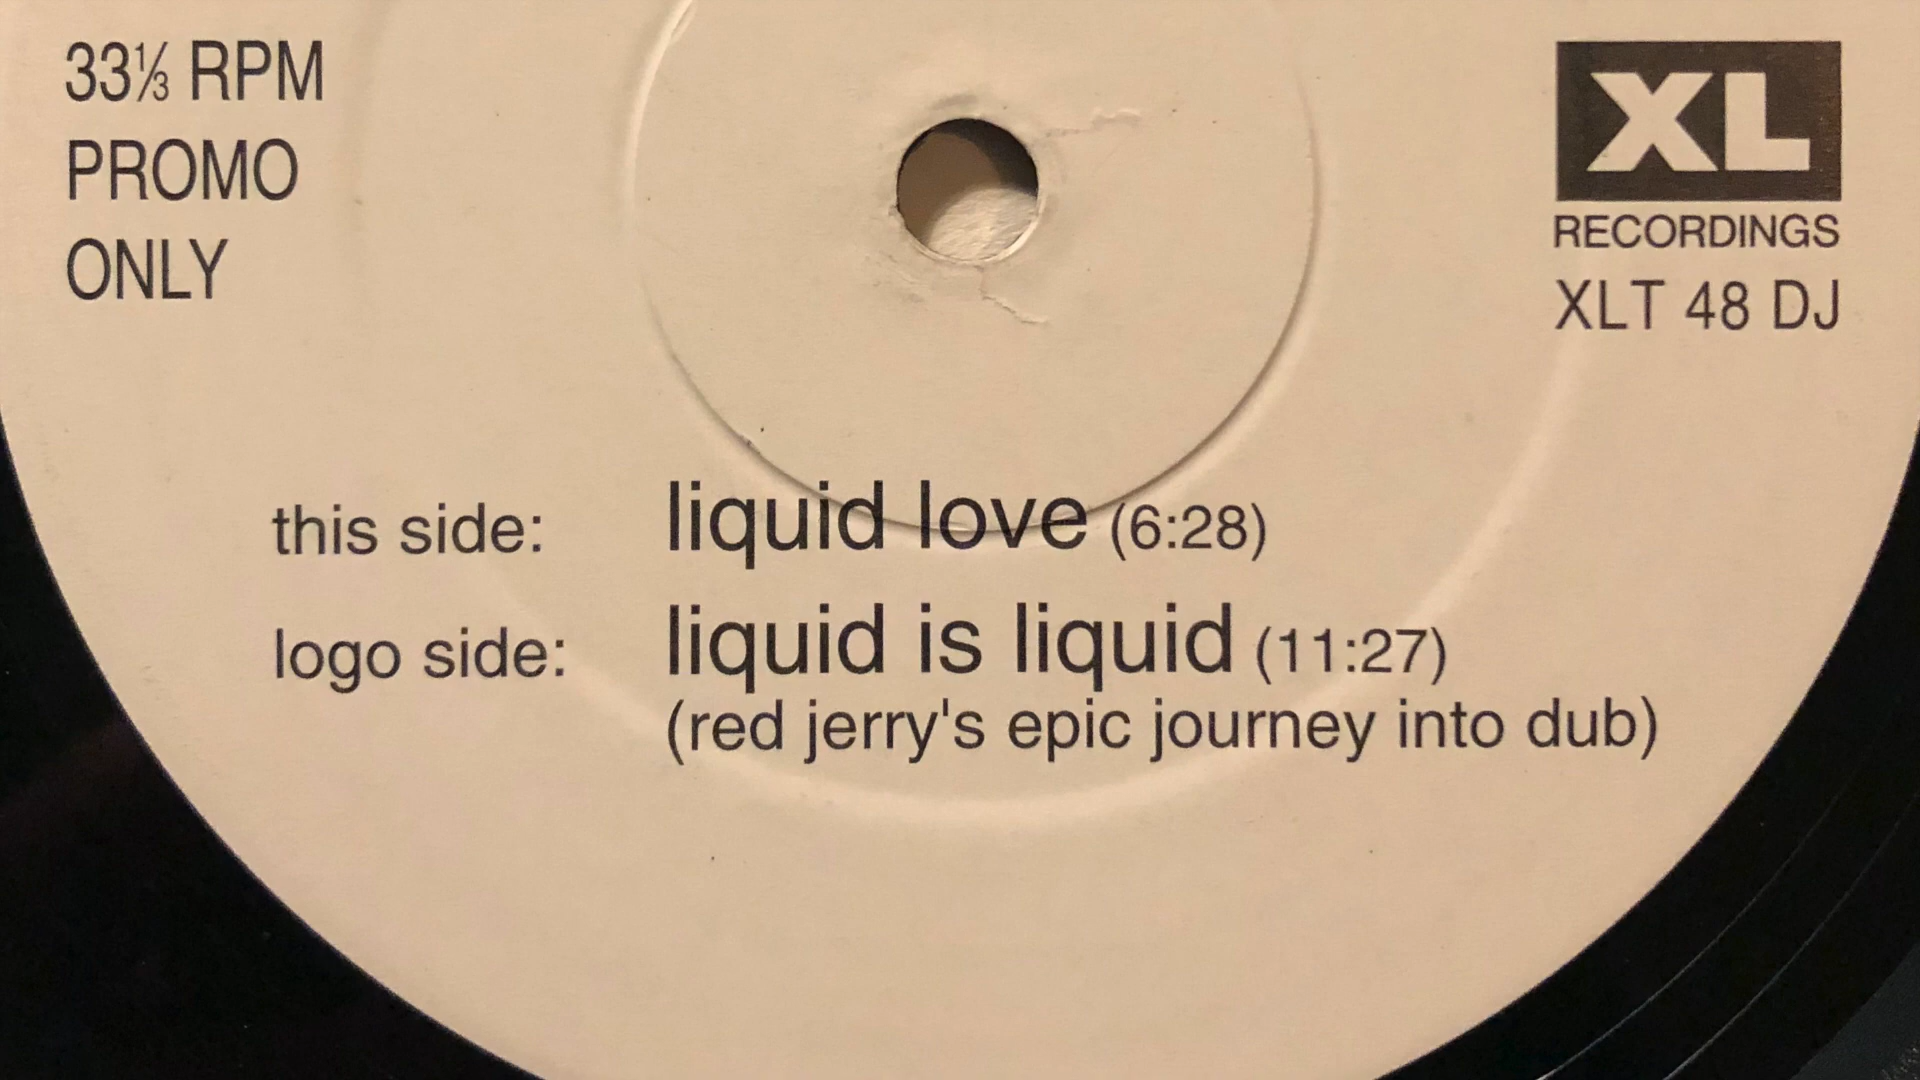 33⅓ RPM
PROMO
ONLY
XL
RECORDINGS
XLT 48 DJ
this side: liquid love (6:28)
logo side: liquid is liquid (11:27)
(red jerry's epic journey into dub)